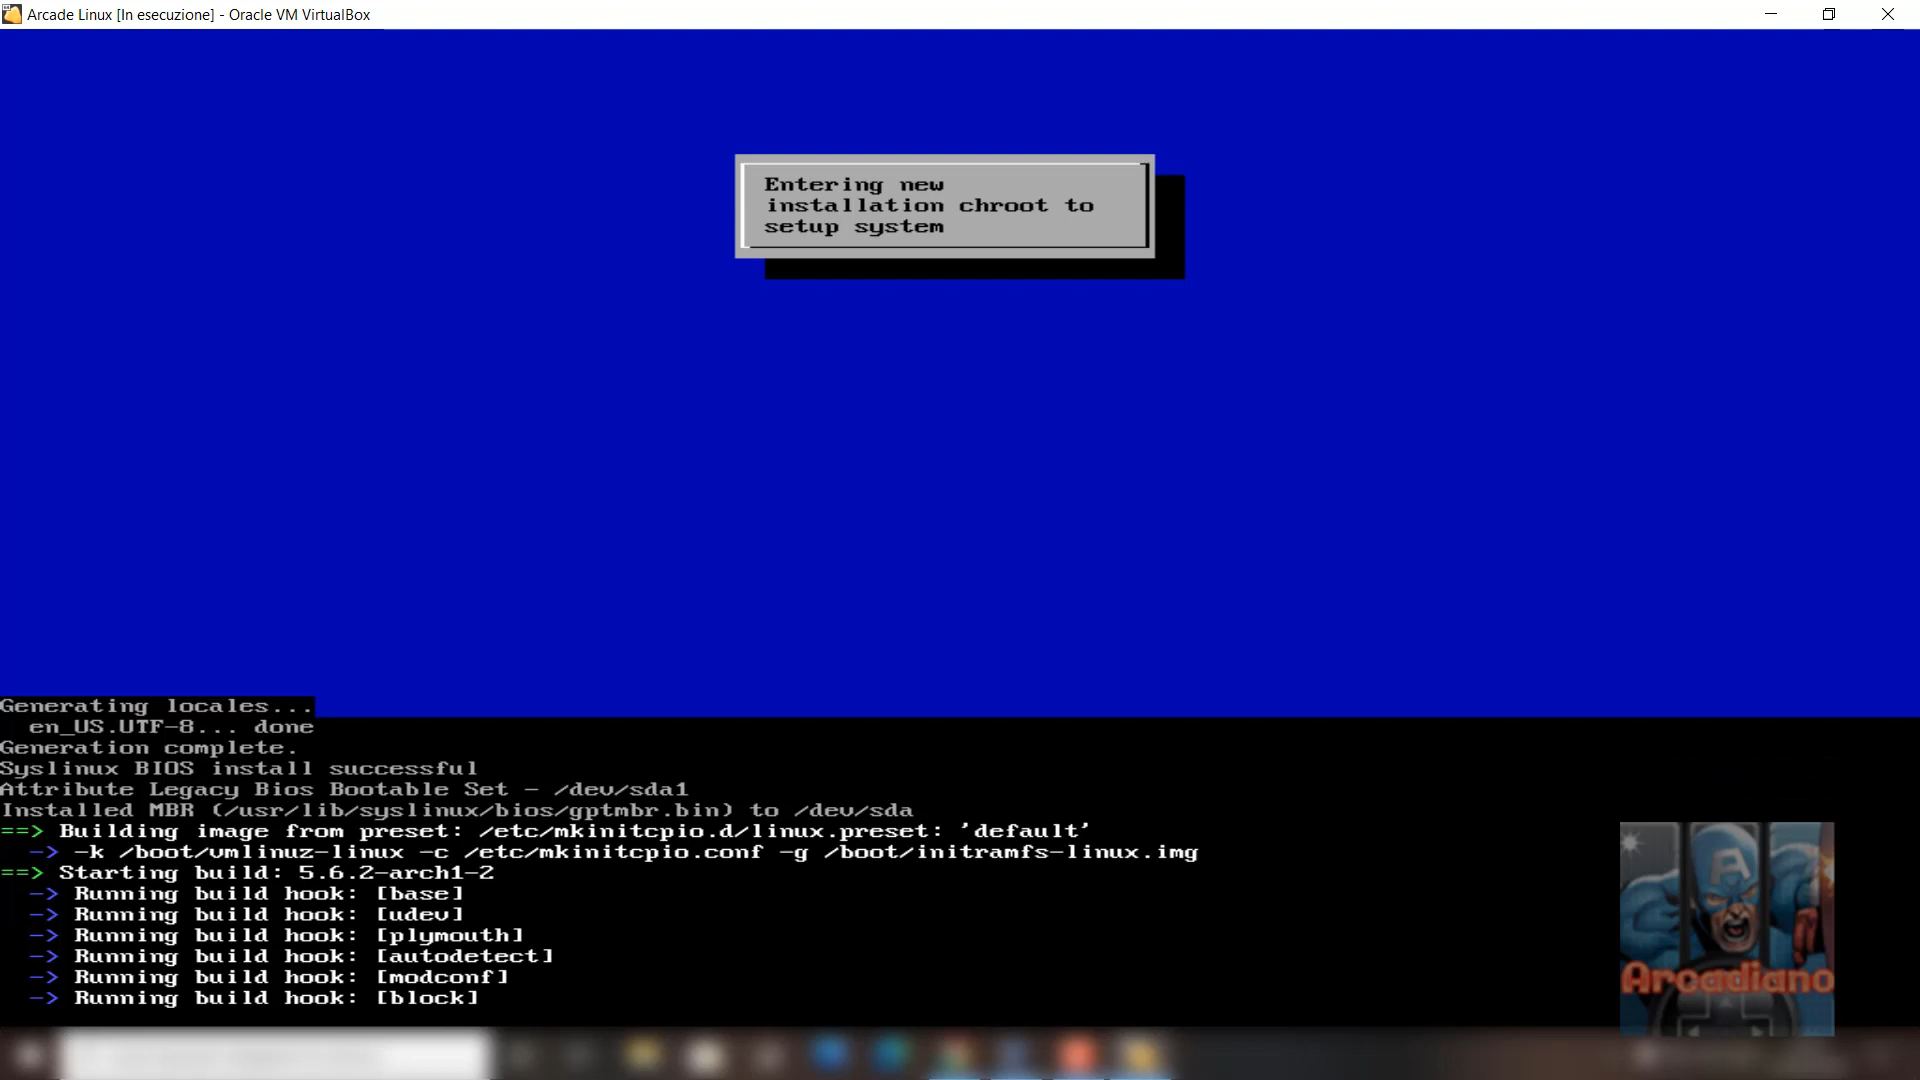 Arcade Linux [In esecuzione] - Oracle VM VirtualBox
Entering new
installation chroot to
setup system
Generating locales...
  en_US.UTF-8... done
Generation complete.
Syslinux BIOS install successful
Attribute Legacy Bios Bootable Set - /dev/sda1
Installed MBR (/usr/lib/syslinux/bios/gptmbr.bin) to /dev/sda
==> Building image from preset: /etc/mkinitcpio.d/linux.preset: 'default'
  -> -k /boot/vmlinuz-linux -c /etc/mkinitcpio.conf -g /boot/initramfs-linux.img
==> Starting build: 5.6.2-arch1-2
  -> Running build hook: [base]
  -> Running build hook: [udev]
  -> Running build hook: [plymouth]
  -> Running build hook: [autodetect]
  -> Running build hook: [modconf]
  -> Running build hook: [block]
A
Arcadiano